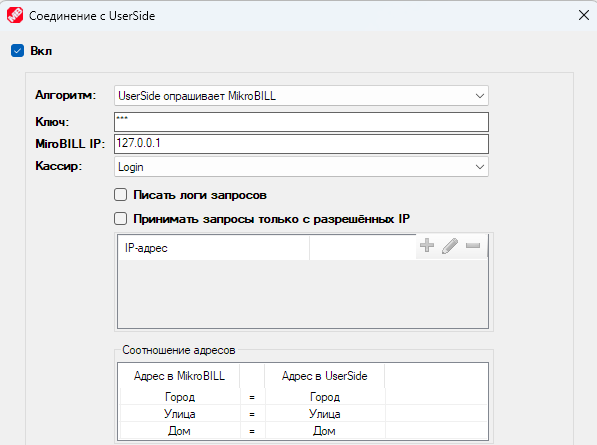 Соединение с UserSide
Вкл
Алгоритм: UserSide опрашивает MikroBILL
Ключ: ***
MiroBILL IP: 127.0.0.1
Кассир: Login
Писать логи запросов
Принимать запросы только с разрешённых IP
IP-адрес
Соотношение адресов
Адрес в MikroBILL Адрес в UserSide
Город = Город
Улица = Улица
Дом = Дом